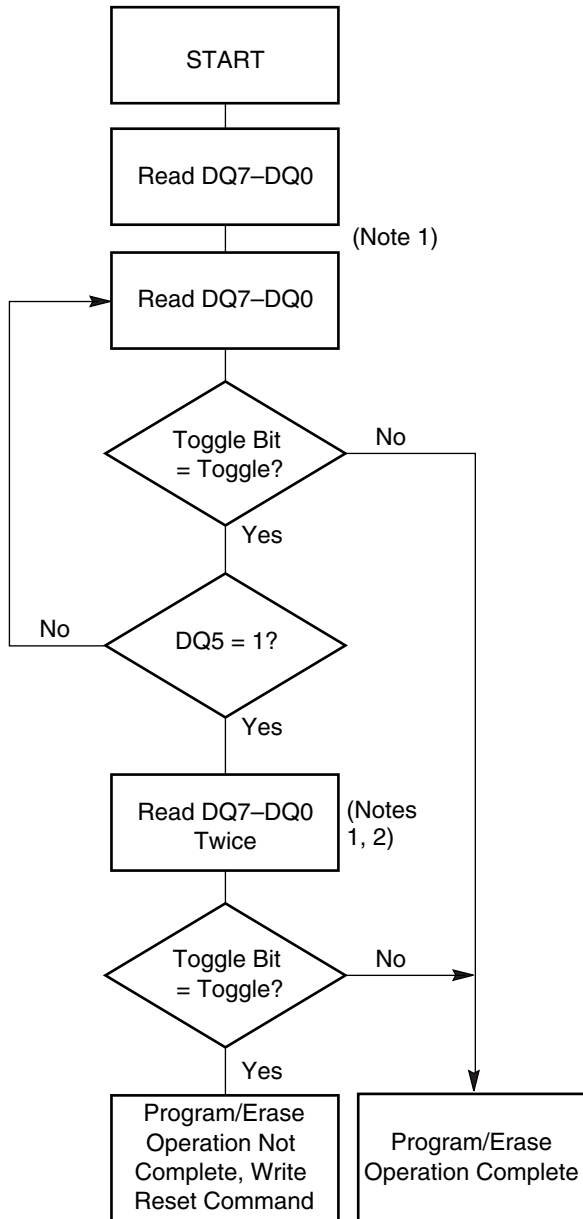 START
Read DQ7–DQ0
(Note 1)
Read DQ7–DQ0
Toggle Bit
= Toggle?
No
Yes
No
DQ5 = 1?
Yes
Read DQ7–DQ0
Twice
(Notes
1, 2)
Toggle Bit
= Toggle?
No
Yes
Program/Erase
Operation Not
Complete, Write
Reset Command
Program/Erase
Operation Complete